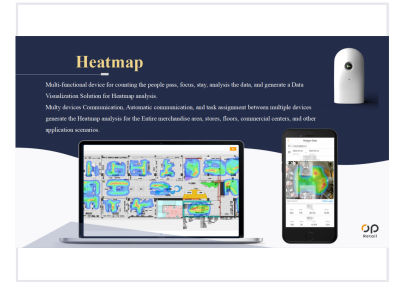 Heatmap
Multi-functional device for counting the people pass, focus, stay, analysis the data, and generate a Data
Visualization Solution for Heatmap analysis.
Multy devices Communication, Automatic communication, and task assignment between multiple devices
generate the Heatmap analysis for the Entire merchandise area, stores, floors, commercial centers, and other
application scenarios.
Retail